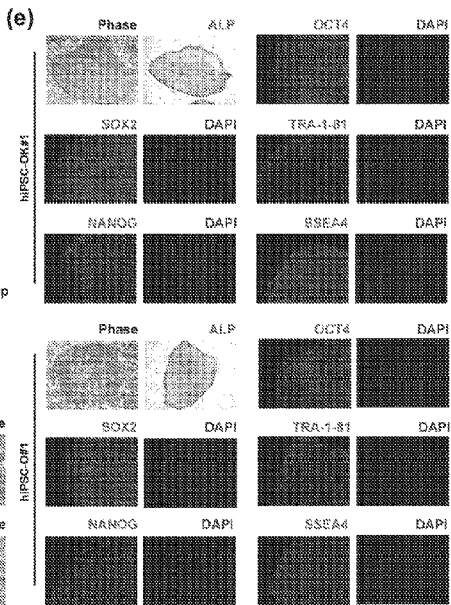 (e)
Phase ALP OCT4 DAPI
SOX2 DAPI TRA-1-81 DAPI
hiPSC-OK#1
NANOG DAPI SSEA4 DAPI
p
Phase ALP OCT4 DAPI
e
SOX2 DAPI TRA-1-81 DAPI
hiPSC-O#1
e
NANOG DAPI SSEA4 DAPI